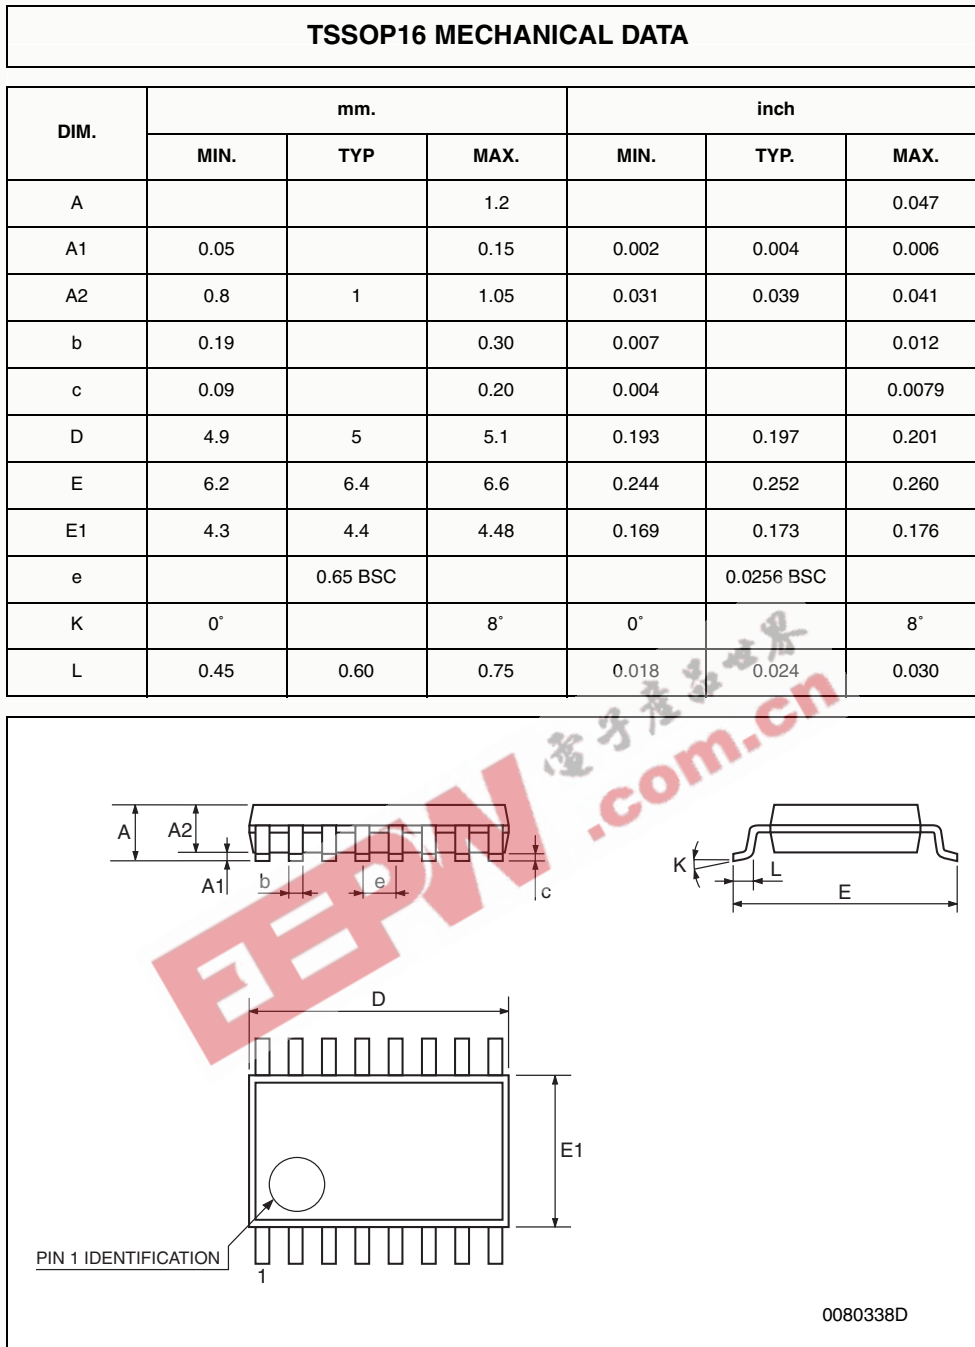 TSSOP16 MECHANICAL DATA
DIM. mm. inch
MIN. TYP MAX. MIN. TYP. MAX.
A 1.2 0.047
A1 0.05 0.15 0.002 0.004 0.006
A2 0.8 1 1.05 0.031 0.039 0.041
b 0.19 0.30 0.007 0.012
c 0.09 0.20 0.004 0.0079
D 4.9 5 5.1 0.193 0.197 0.201
E 6.2 6.4 6.6 0.244 0.252 0.260
E1 4.3 4.4 4.48 0.169 0.173 0.176
e 0.65 BSC 0.0256 BSC
K 0° 8° 0° 8°
L 0.45 0.60 0.75 0.018 0.024 0.030
電子產品世界
EEPW.com.cn
A A2
A1 b e c
K L
E
D
E1
PIN 1 IDENTIFICATION
1
0080338D